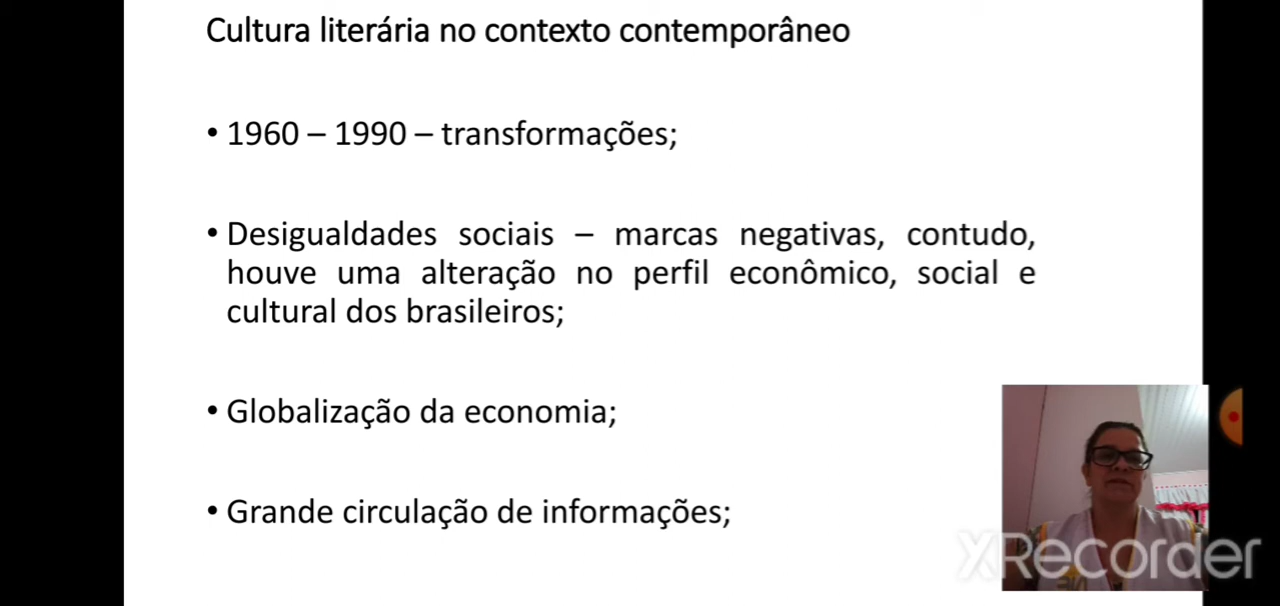 Cultura literária no contexto contemporâneo
• 1960 – 1990 – transformações;
• Desigualdades sociais – marcas negativas, contudo,
houve uma alteração no perfil econômico, social e
cultural dos brasileiros;
• Globalização da economia;
• Grande circulação de informações;
XRecorder